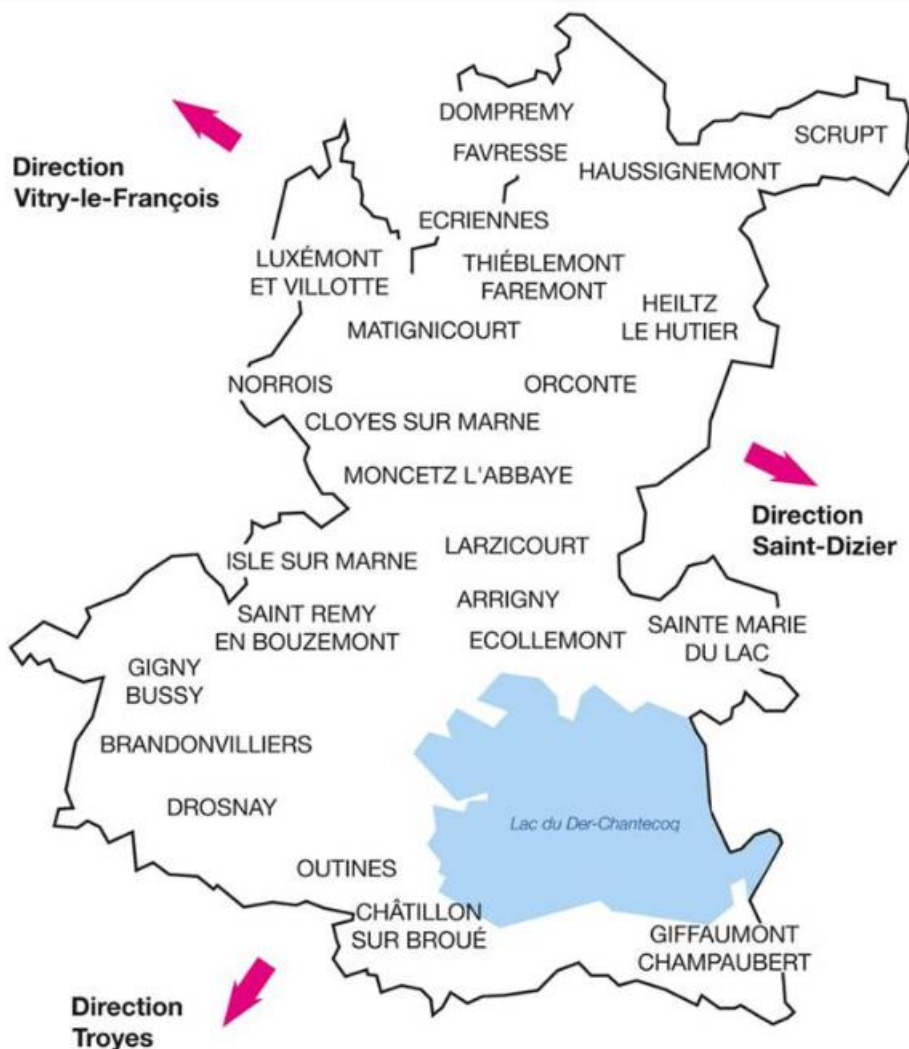 DOMPREMY
SCRUPT
FAVRESSE
HAUSSIGNEMONT
Direction
Vitry-le-François
ECRIENNES
LUXÉMONT
ET VILLOTTE
THIÉBLEMONT
FAREMONT
HEILTZ
LE HUTIER
MATIGNICOURT
NORROIS
ORCONTE
CLOYES SUR MARNE
MONCETZ L'ABBAYE
Direction
Saint-Dizier
LARZICOURT
ISLE SUR MARNE
ARRIGNY
SAINT REMY
EN BOUZEMONT
ECOLLEMONT
SAINTE MARIE
DU LAC
GIGNY
BUSSY
BRANDONVILLIERS
DROSNAY
Lac du Der-Chantecoq
OUTINES
CHÂTILLON
SUR BROUÉ
GIFFAUMONT
CHAMPAUBERT
Direction
Troyes